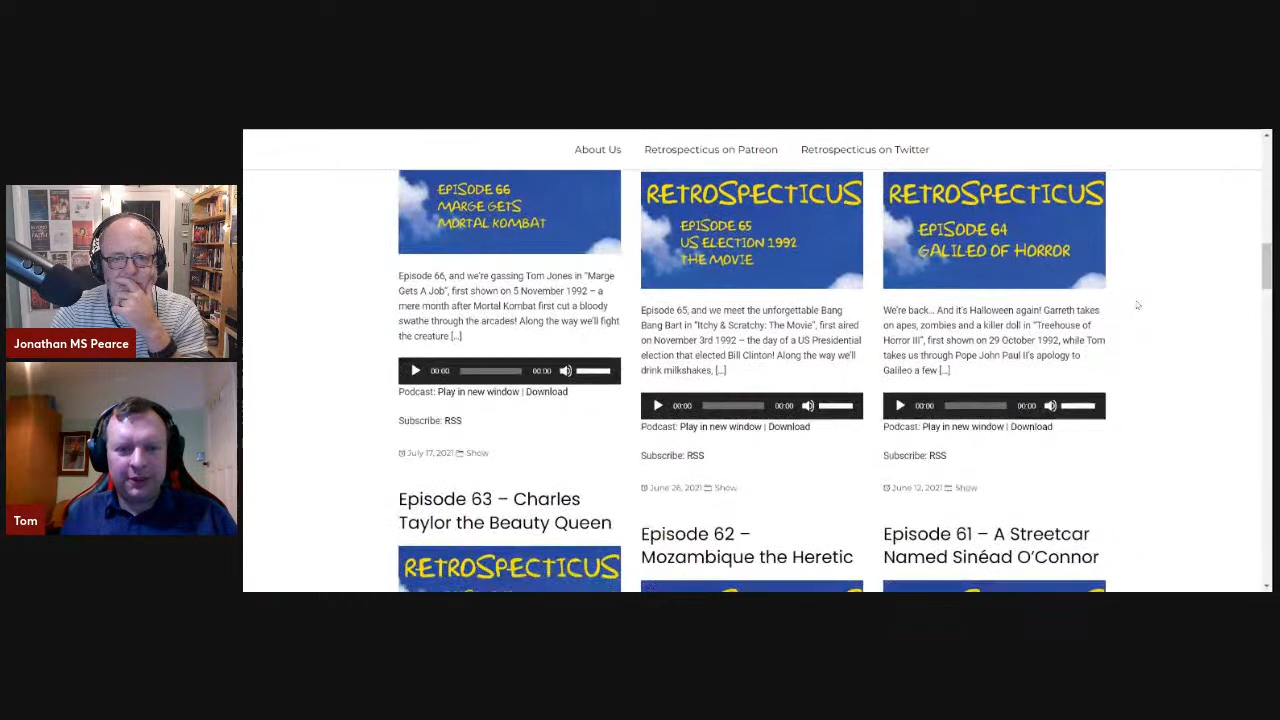 About Us
Retrospecticus on Patreon
Retrospecticus on Twitter
EPISODE 66
MARGE GETS
MORTAL KOMBAT
Episode 66, and we're gassing Tom Jones in "Marge
Gets A Job", first shown on 5 November 1992 – a
mere month after Mortal Kombat first cut a bloody
swathe through the arcades! Along the way we'll fight
the creature [...]
00:00
00:00
Podcast: Play in new window | Download
Subscribe: RSS
July 17, 2021 Show
RETROSPECTICUS
EPISODE 65
US ELECTION 1992
THE MOVIE
Episode 65, and we meet the unforgettable Bang
Bang Bart in "Itchy & Scratchy: The Movie", first aired
on November 3rd 1992 – the day of a US Presidential
election that elected Bill Clinton! Along the way we'll
drink milkshakes, [...]
00:00
00:00
Podcast: Play in new window | Download
Subscribe: RSS
June 26, 2021 Show
RETROSPECTICUS
EPISODE 64
GALILEO OF HORROR
We're back... And it's Halloween again! Garreth takes
on apes, zombies and a killer doll in "Treehouse of
Horror III", first shown on 29 October 1992, while Tom
takes us through Pope John Paul II's apology to
Galileo a few [...]
00:00
00:00
Podcast: Play in new window | Download
Subscribe: RSS
June 12, 2021 Show
Episode 63 – Charles
Taylor the Beauty Queen
RETROSPECTICUS
Episode 62 –
Mozambique the Heretic
Episode 61 – A Streetcar
Named Sinéad O'Connor
Jonathan MS Pearce
Tom